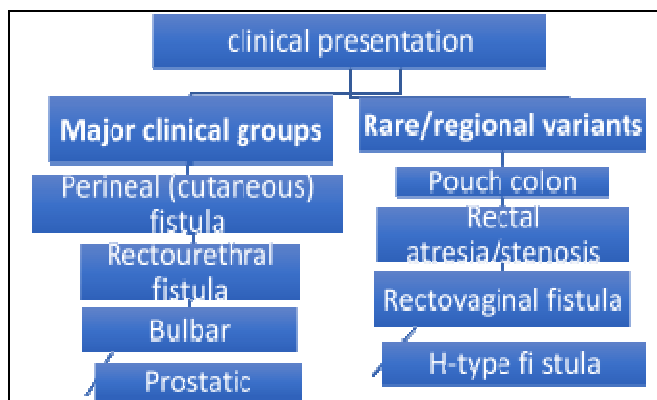 clinical presentation
Major clinical groups
Perineal (cutaneous)
fistula
Rectourethral
fistula
Bulbar
Prostatic
Rare/regional variants
Pouch colon
Rectal
atresia/stenosis
Rectovaginal fistula
H-type fi stula